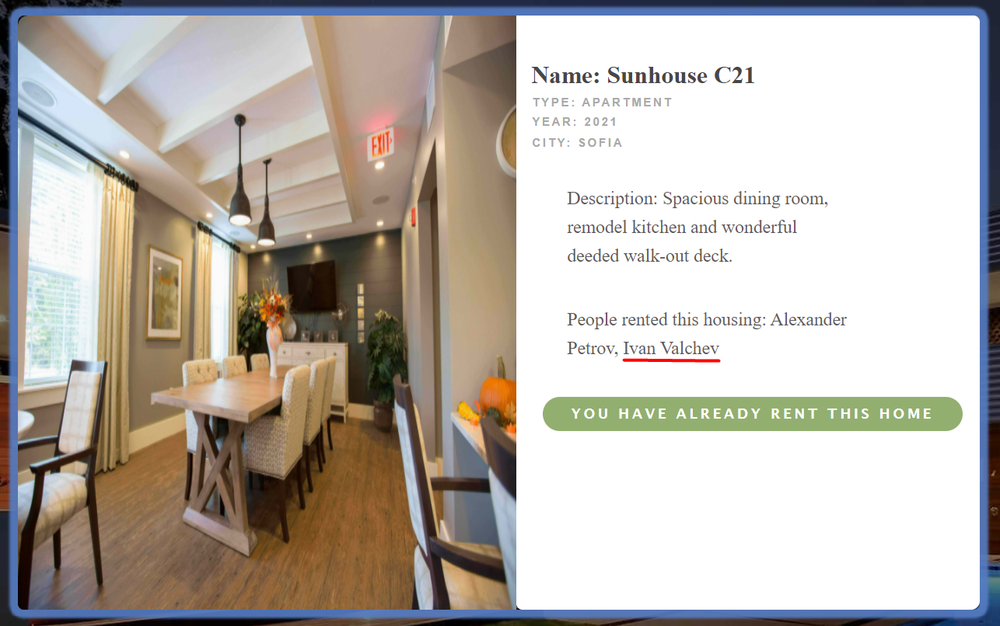 EXIT
Name: Sunhouse C21
TYPE: APARTMENT
YEAR: 2021
CITY: SOFIA
Description: Spacious dining room,
remodel kitchen and wonderful
deeded walk-out deck.
People rented this housing: Alexander
Petrov, Ivan Valchev
YOU HAVE ALREADY RENT THIS HOME